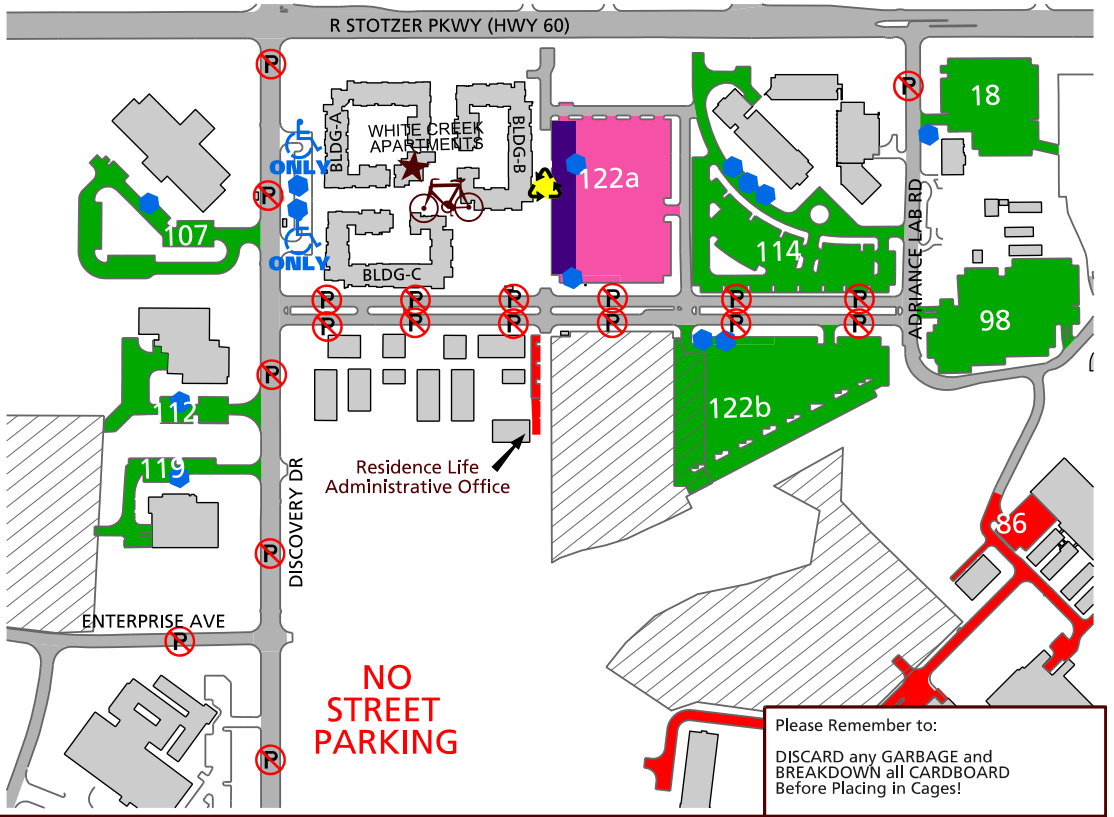 R STOTZER PKWY (HWY 60)
P
P
18
BLDG-A
WHITE CREEK
APARTMENTS
BLDG-B
ONLY
122a
P
107
ONLY
114
ADRIANCE LAB RD
BLDG-C
P
P
P
P
P
P
P
P
P
P
P
P
98
P
112
122b
119
Residence Life
Administrative Office
DISCOVERY DR
86
P
ENTERPRISE AVE
P
NO
STREET
PARKING
P
Please Remember to:
DISCARD any GARBAGE and
BREAKDOWN all CARDBOARD
Before Placing in Cages!